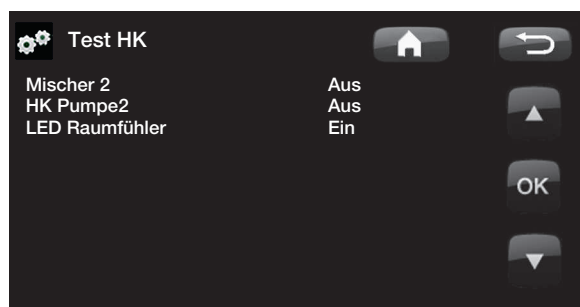 Test HK
Mischer 2 Aus
HK Pumpe2 Aus
LED Raumfühler Ein
OK